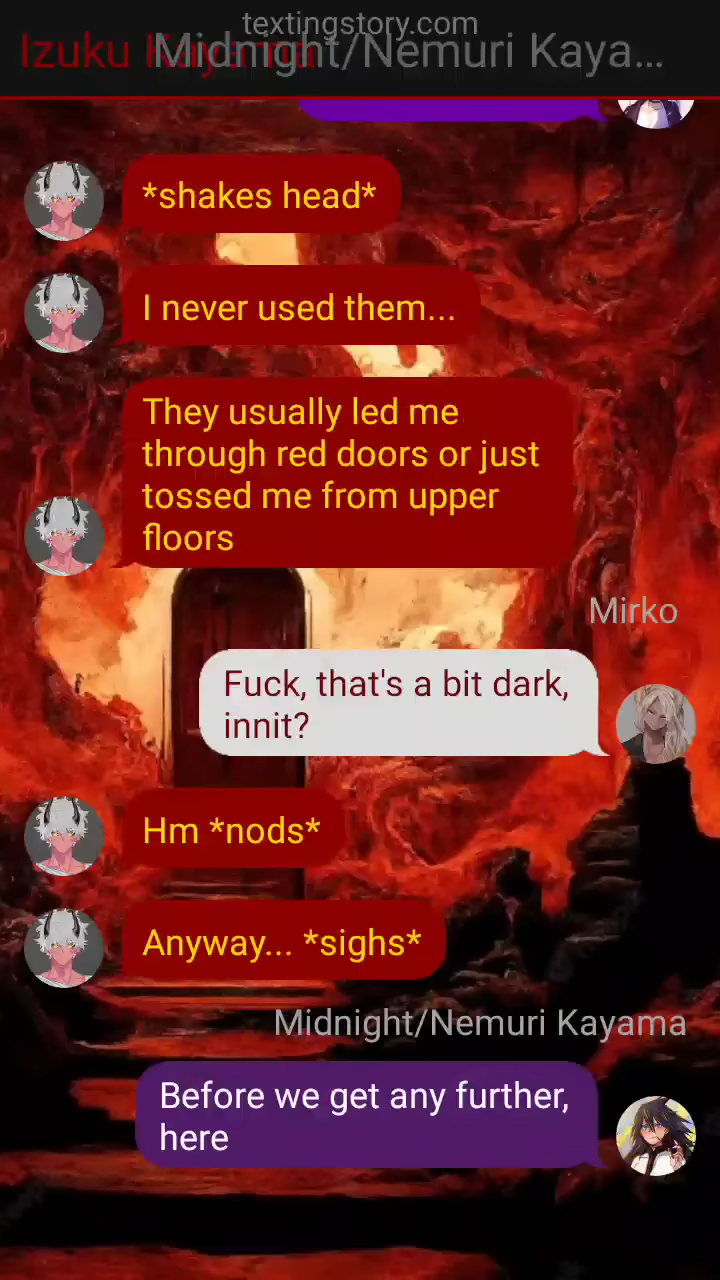 textingstory.com
Izuku Kayama
Midnight/Nemuri Kaya...
*shakes head*
I never used them...
They usually led me
through red doors or just
tossed me from upper
floors
Mirko
Fuck, that's a bit dark,
innit?
Hm *nods*
Anyway... *sighs*
Midnight/Nemuri Kayama
Before we get any further,
here